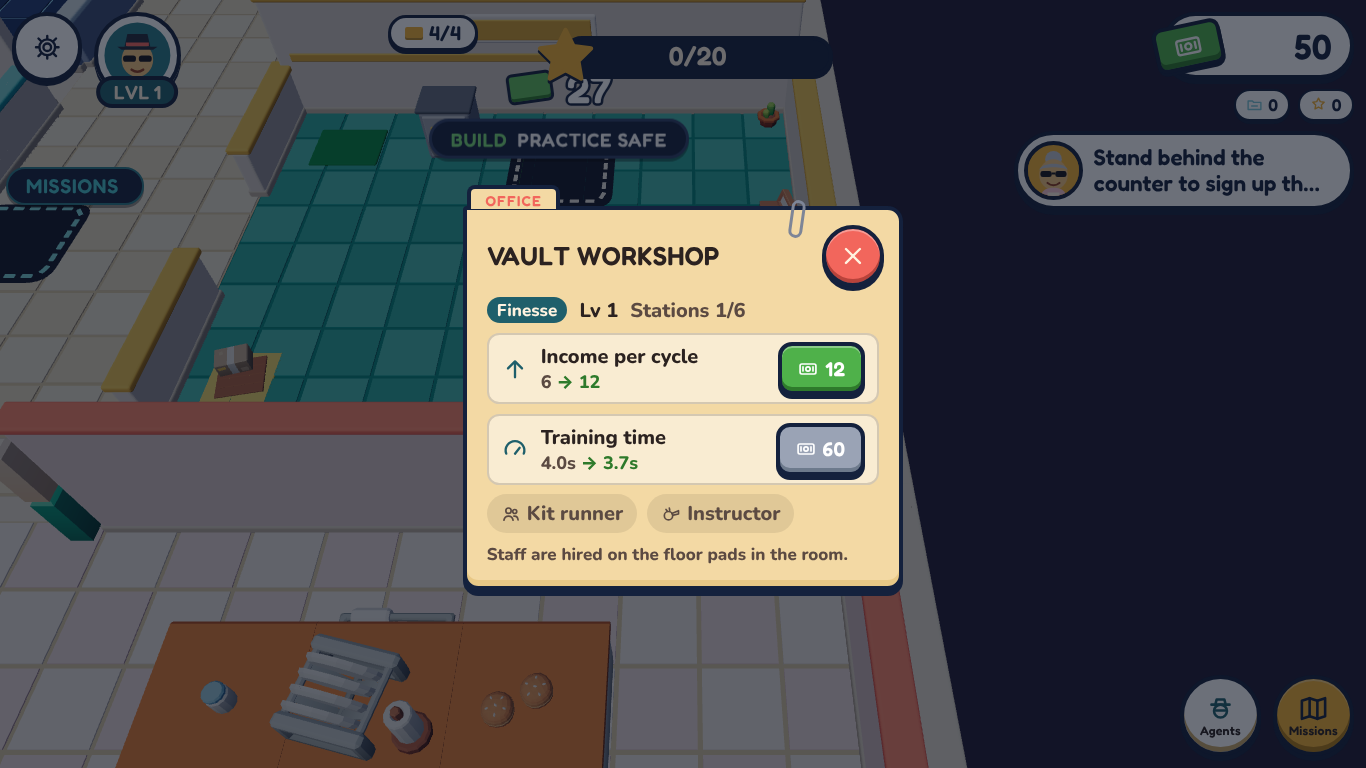 4/4
0/20
50
LVL 1
27
0
0
BUILD PRACTICE SAFE
Stand behind the
counter to sign up th...
MISSIONS
OFFICE
VAULT WORKSHOP
Finesse Lv 1 Stations 1/6
Income per cycle
6 → 12
12
Training time
4.0s → 3.7s
60
Kit runner
Instructor
Staff are hired on the floor pads in the room.
Agents
Missions